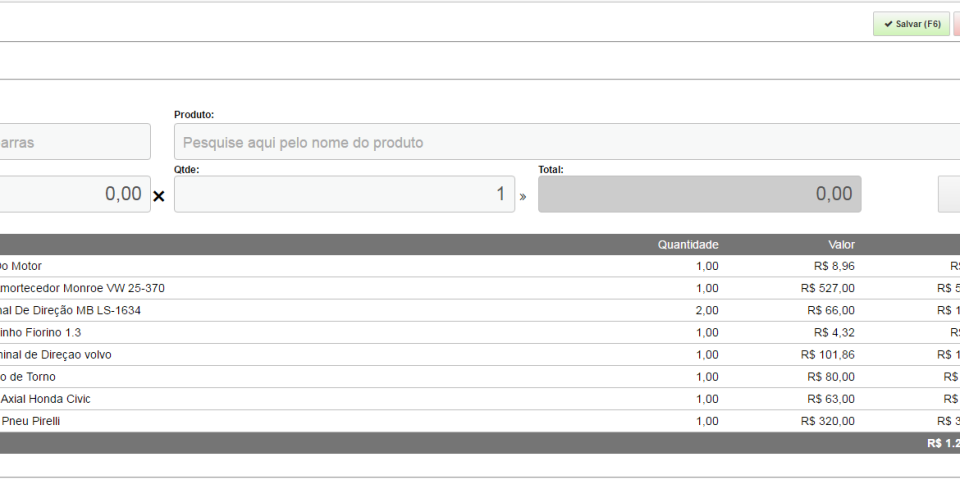 ✔ Salvar (F6)
Produto:
arras
Pesquise aqui pelo nome do produto
Qtde:
Total:
0,00 × 1 » 0,00
Quantidade Valor
Do Motor 1,00 R$ 8,96 R$
mortecedor Monroe VW 25-370 1,00 R$ 527,00 R$ 5
nal De Direção MB LS-1634 2,00 R$ 66,00 R$ 1
inho Fiorino 1.3 1,00 R$ 4,32 R$
minal de Direçao volvo 1,00 R$ 101,86 R$ 1
o de Torno 1,00 R$ 80,00 R$
Axial Honda Civic 1,00 R$ 63,00 R$
Pneu Pirelli 1,00 R$ 320,00 R$ 3
R$ 1.2